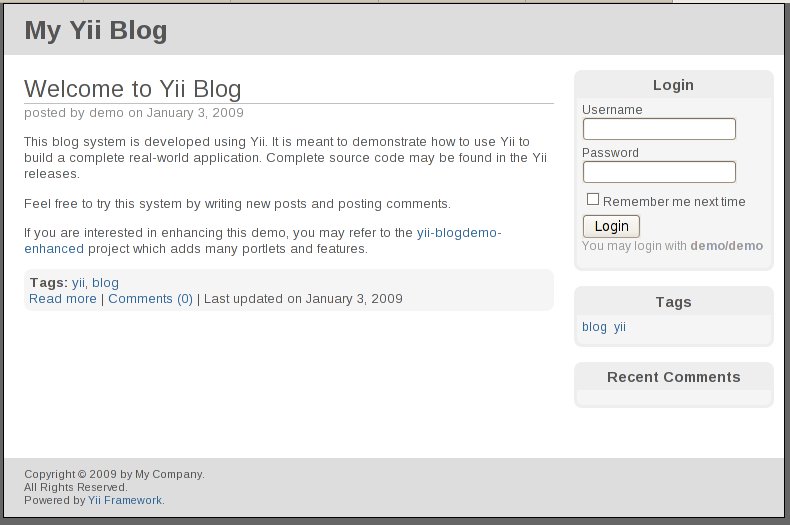 My Yii Blog
Welcome to Yii Blog
posted by demo on January 3, 2009
This blog system is developed using Yii. It is meant to demonstrate how to use Yii to
build a complete real-world application. Complete source code may be found in the Yii
releases.
Feel free to try this system by writing new posts and posting comments.
If you are interested in enhancing this demo, you may refer to the yii-blogdemo-
enhanced project which adds many portlets and features.
Tags: yii, blog
Read more | Comments (0) | Last updated on January 3, 2009
Login
Username
Password
Remember me next time
Login
You may login with demo/demo
Tags
blog yii
Recent Comments
Copyright © 2009 by My Company.
All Rights Reserved.
Powered by Yii Framework.